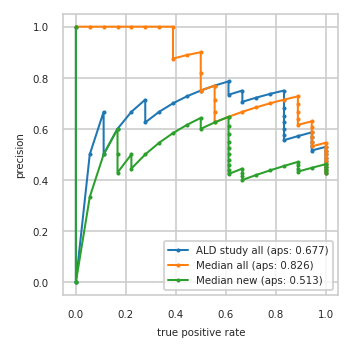 1.0
0.8
0.6
0.4
0.2
0.0
precision
0.0 0.2 0.4 0.6 0.8 1.0
true positive rate
ALD study all (aps: 0.677)
Median all (aps: 0.826)
Median new (aps: 0.513)